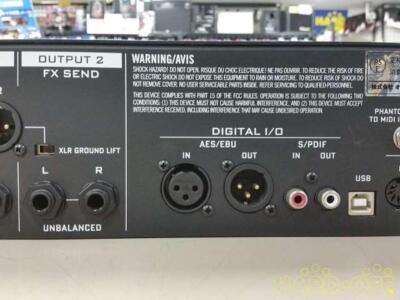 OUTPUT 2
FX SEND
XLR GROUND LIFT
L R
UNBALANCED
WARNING/AVIS
SHOCK HAZARD! DO NOT OPEN. RISQUE DU CHOC ELECTRIQUE! NE PAS OUVRIR. TO REDUCE THE RISK OF FIRE
OR ELECTRIC SHOCK DO NOT EXPOSE THIS EQUIPMENT TO RAIN OR MOISTURE. TO REDUCE RISK OF SHOCK DO
NOT REMOVE COVER. NO USER SERVICEABLE PARTS INSIDE. REFER SERVICING TO QUALIFIED PERSONNEL.
THIS DEVICE COMPLIES WITH PART 15 OF THE FCC RULES. OPERATION IS SUBJECT TO THE FOLLOWING TWO
CONDITIONS: (1) THIS DEVICE MUST NOT CAUSE HARMFUL INTERFERENCE, AND (2) THIS DEVICE MUST ACCEPT
INTERFERENCE RECEIVED, INCLUDING INTERFERENCE THAT MAY CAUSE UNDESIRED OPERATION.
DIGITAL I/O
AES/EBU S/PDIF
IN OUT IN OUT
USB
PHANTO
TO MIDI I